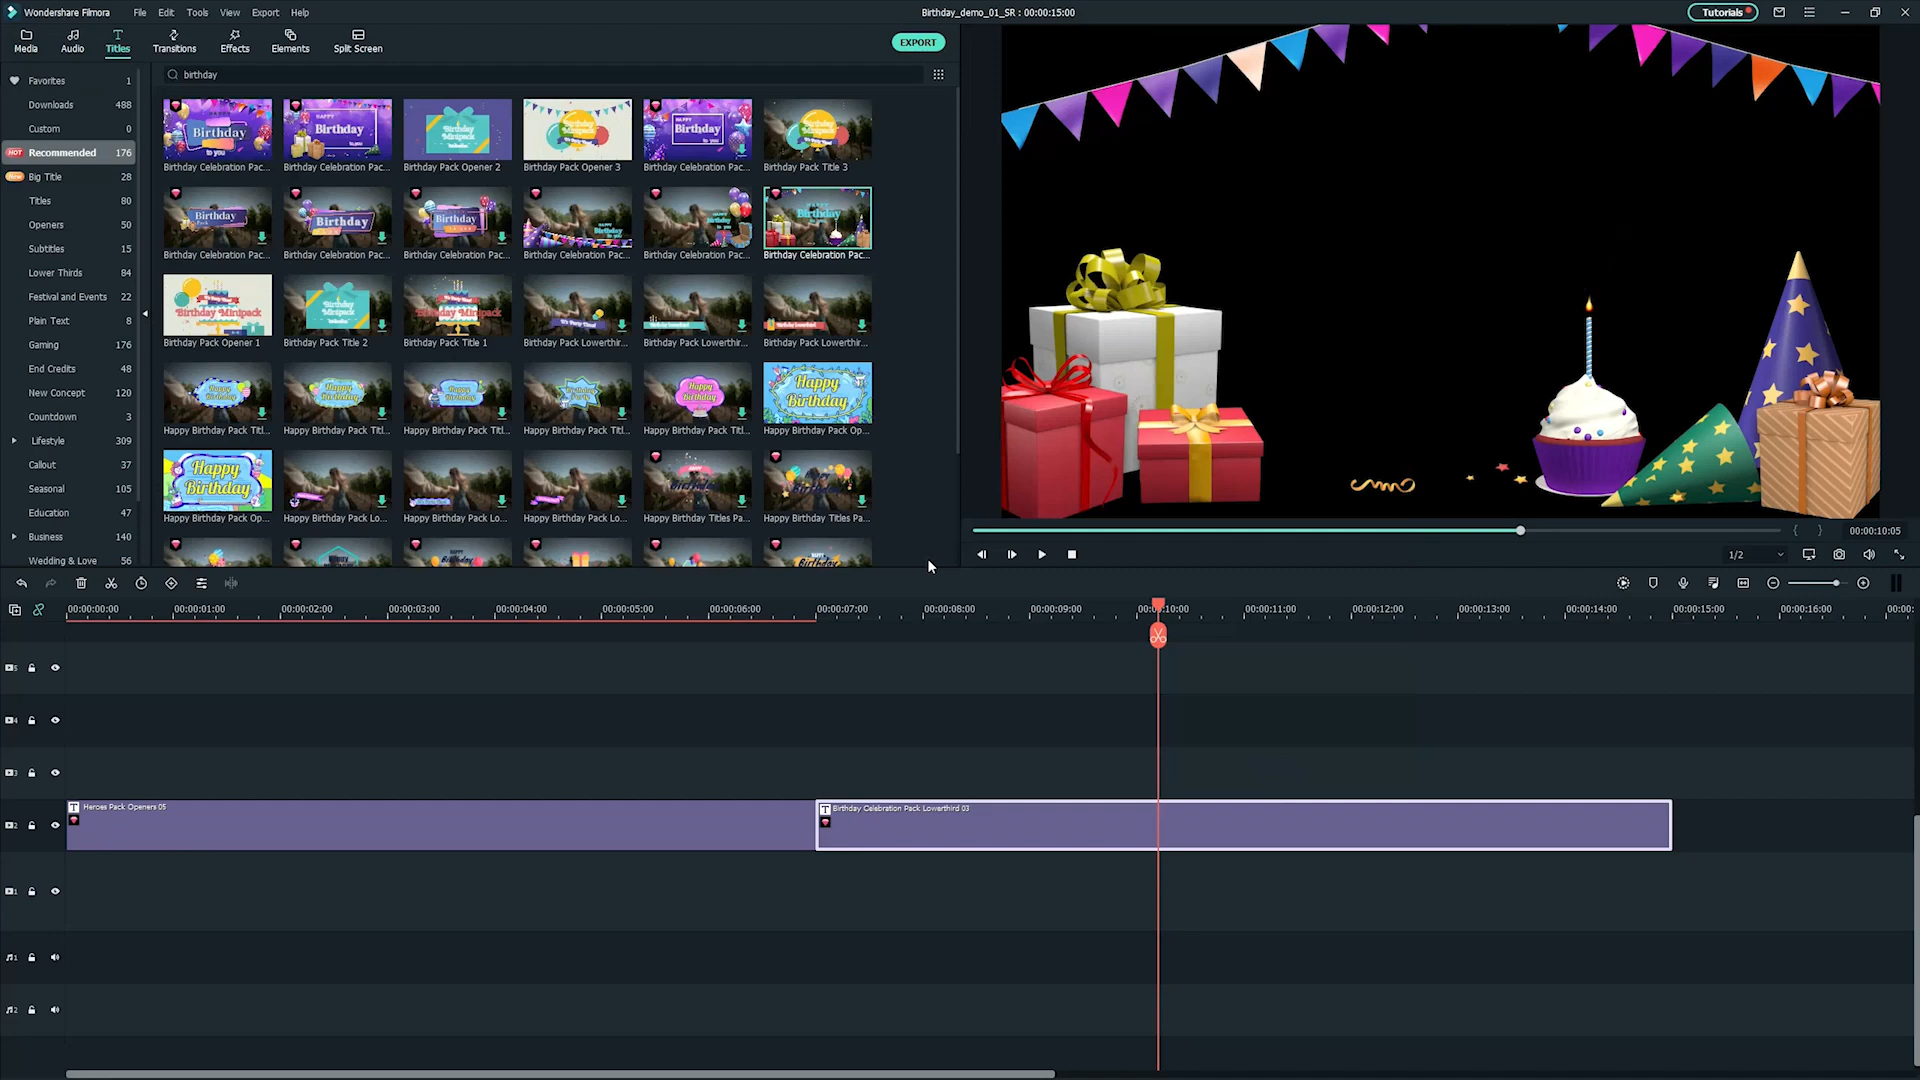 Wondershare Filmora File Edit Tools View Export Help Birthday_demo_01_SR : 00:00:15:00 Tutorials
Media Audio Titles Transitions Effects Elements Split Screen EXPORT
birthday
Favorites 1
Downloads 488
Custom 0
HOT Recommended 176
New Big Title 28
Titles 80
Openers 50
Subtitles 15
Lower Thirds 84
Festival and Events 22
Plain Text 8
Gaming 176
End Credits 48
New Concept 120
Countdown 3
Lifestyle 309
Callout 37
Seasonal 105
Education 47
Business 140
Wedding & Love 56
Birthday Celebration Pac... Birthday Celebration Pac... Birthday Pack Opener 2 Birthday Pack Opener 3 Birthday Celebration Pac... Birthday Pack Title 3
Birthday Celebration Pac... Birthday Celebration Pac... Birthday Celebration Pac... Birthday Celebration Pac... Birthday Celebration Pac... Birthday Celebration Pac...
Birthday Pack Opener 1 Birthday Pack Title 2 Birthday Pack Title 1 Birthday Pack Lowerthir... Birthday Pack Lowerthir... Birthday Pack Lowerthir...
Happy Birthday Pack Titl... Happy Birthday Pack Titl... Happy Birthday Pack Titl... Happy Birthday Pack Titl... Happy Birthday Pack Titl... Happy Birthday Pack Op...
Happy Birthday Pack Op... Happy Birthday Pack Lo... Happy Birthday Pack Lo... Happy Birthday Pack Lo... Happy Birthday Titles Pa... Happy Birthday Titles Pa...
00:00:10:05
1/2
00:00:00:00 00:00:01:00 00:00:02:00 00:00:03:00 00:00:04:00 00:00:05:00 00:00:06:00 00:00:07:00 00:00:08:00 00:00:09:00 00:00:10:00 00:00:11:00 00:00:12:00 00:00:13:00 00:00:14:00 00:00:15:00 00:00:16:00 00:00:
5
4
3
2 Heroes Pack Openers 05 Birthday Celebration Pack Lowerthird 03
1
1
2